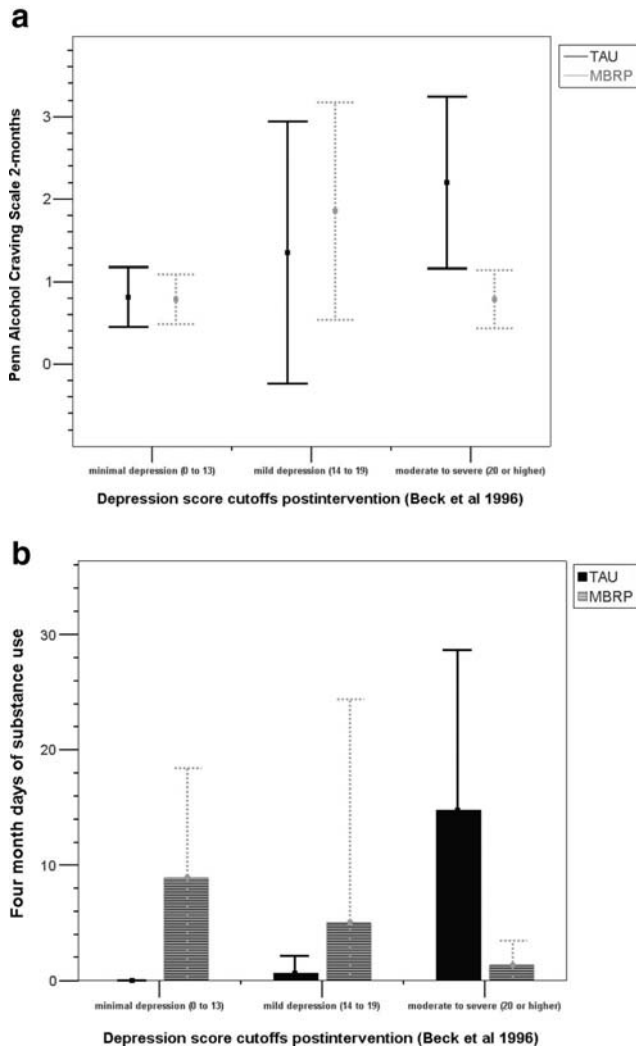 a
TAU
MBRP
Penn Alcohol Craving Scale 2-months
3
2
1
0
minimal depression (0 to 13)
mild depression (14 to 19)
moderate to severe (20 or higher)
Depression score cutoffs postintervention (Beck et al 1996)
b
TAU
MBRP
Four month days of substance use
30
20
10
0
minimal depression (0 to 13)
mild depression (14 to 19)
moderate to severe (20 or higher)
Depression score cutoffs postintervention (Beck et al 1996)